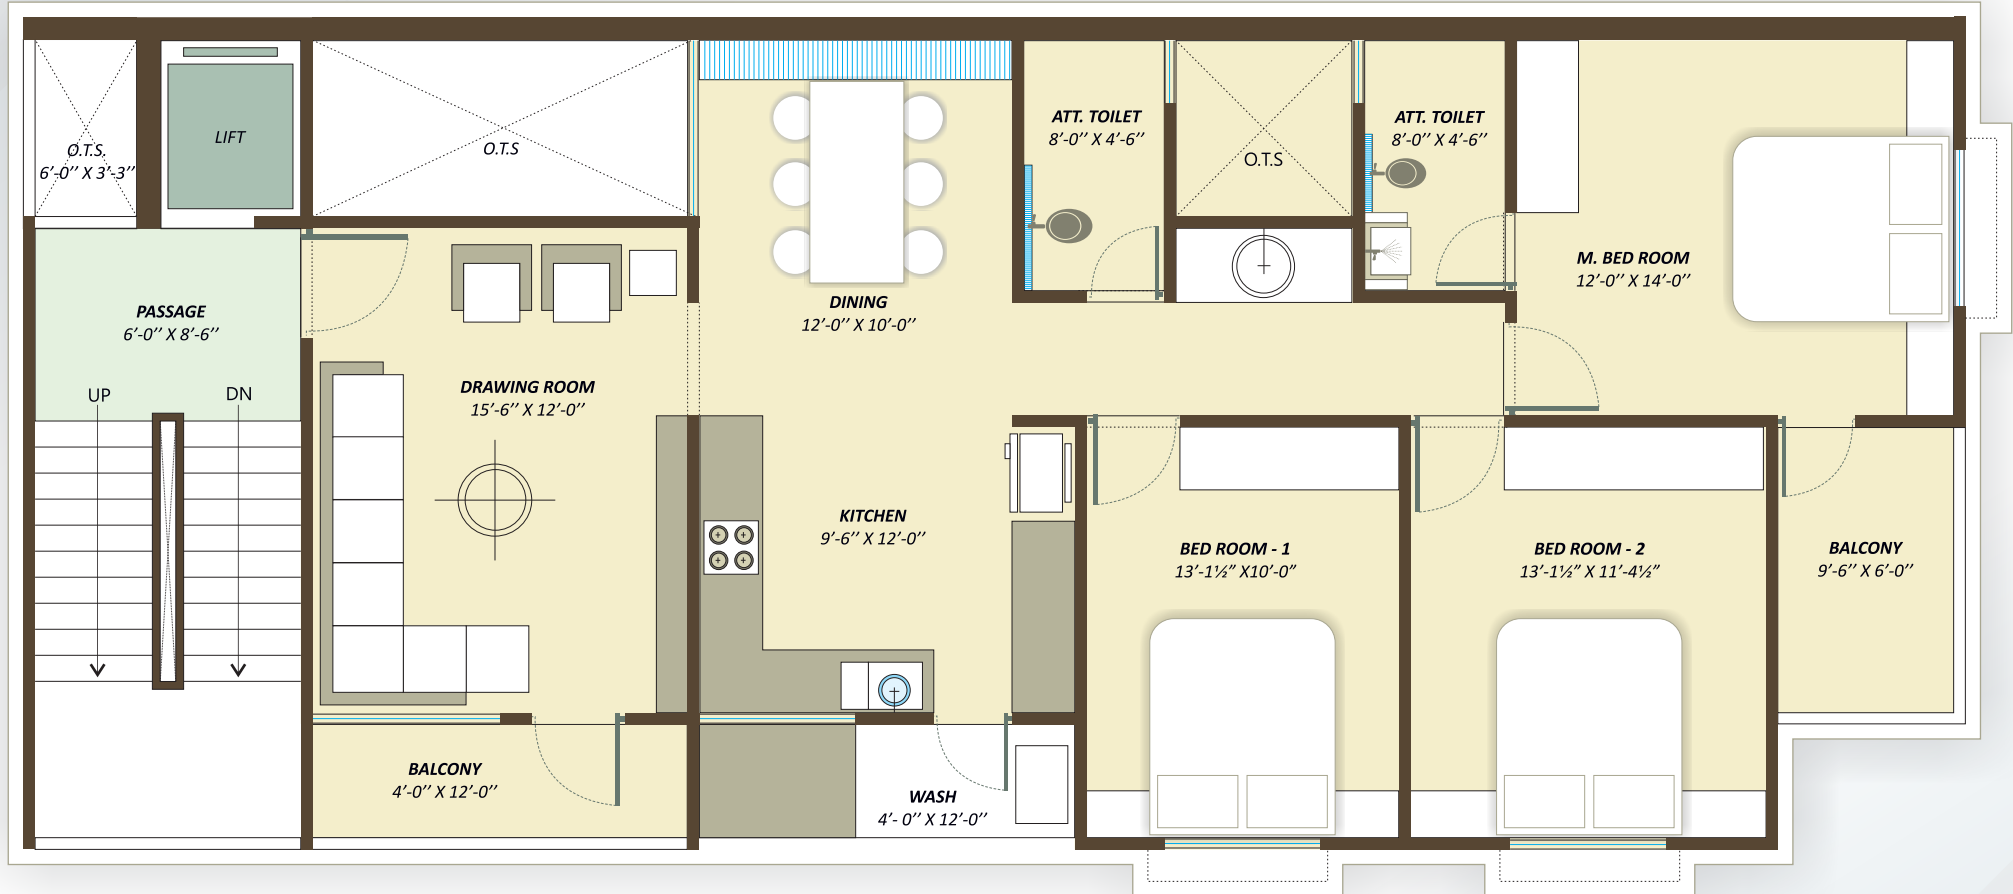 O.T.S.
6'-0'' X 3'-3''
LIFT
O.T.S
ATT. TOILET
8'-0'' X 4'-6''
O.T.S
ATT. TOILET
8'-0'' X 4'-6''
M. BED ROOM
12'-0'' X 14'-0''
PASSAGE
6'-0'' X 8'-6''
DINING
12'-0'' X 10'-0''
UP
DN
DRAWING ROOM
15'-6'' X 12'-0''
KITCHEN
9'-6'' X 12'-0''
BED ROOM - 1
13'-1½” X10'-0”
BED ROOM - 2
13'-1½” X 11'-4½”
BALCONY
9'-6'' X 6'-0''
BALCONY
4'-0'' X 12'-0''
WASH
4'- 0'' X 12'-0''